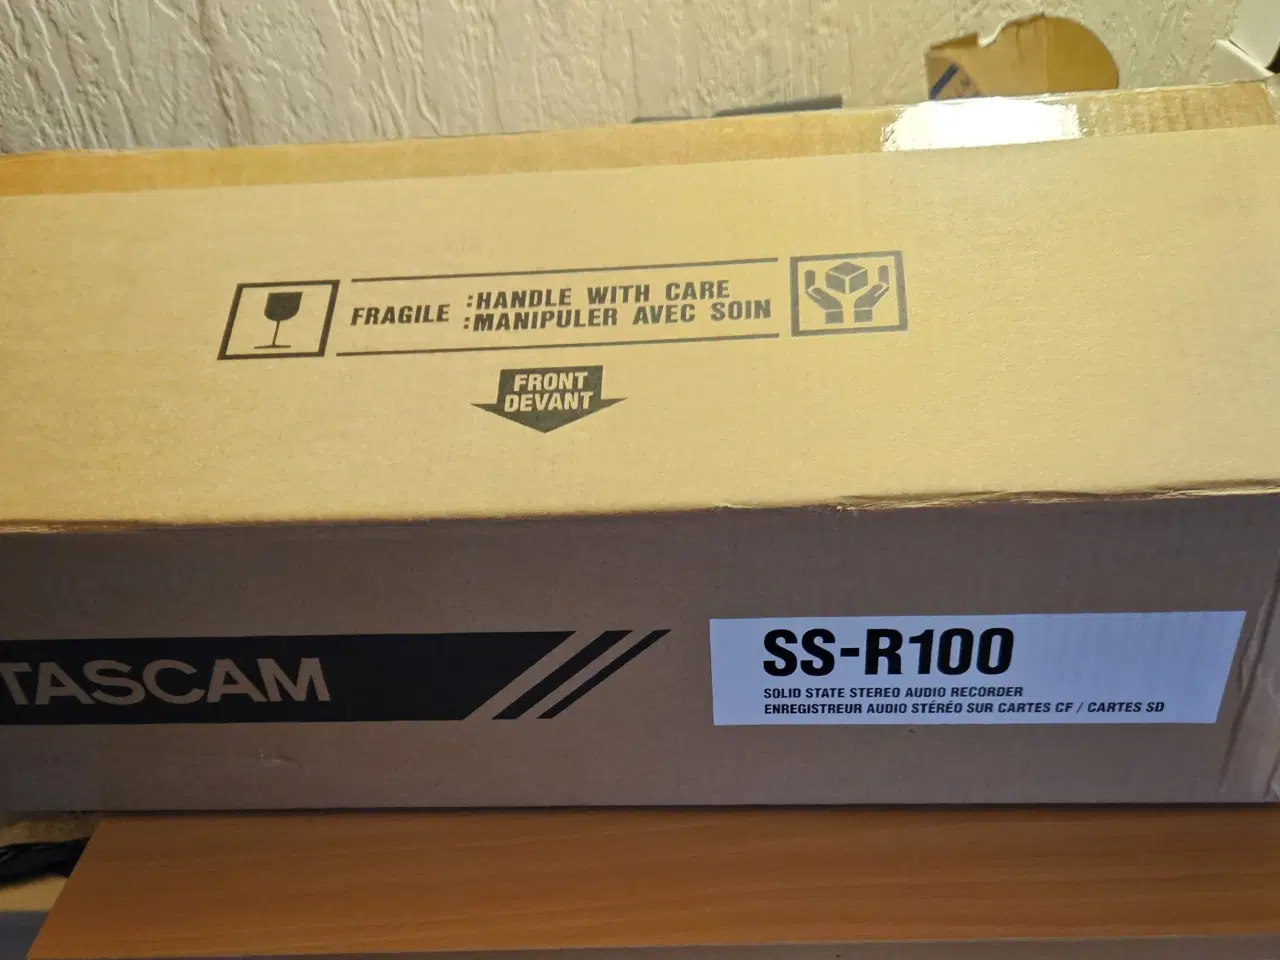 FRAGILE :HANDLE WITH CARE
:MANIPULER AVEC SOIN
FRONT
DEVANT
TASCAM
SS-R100
SOLID STATE STEREO AUDIO RECORDER
ENREGISTREUR AUDIO STÉRÉO SUR CARTES CF / CARTES SD